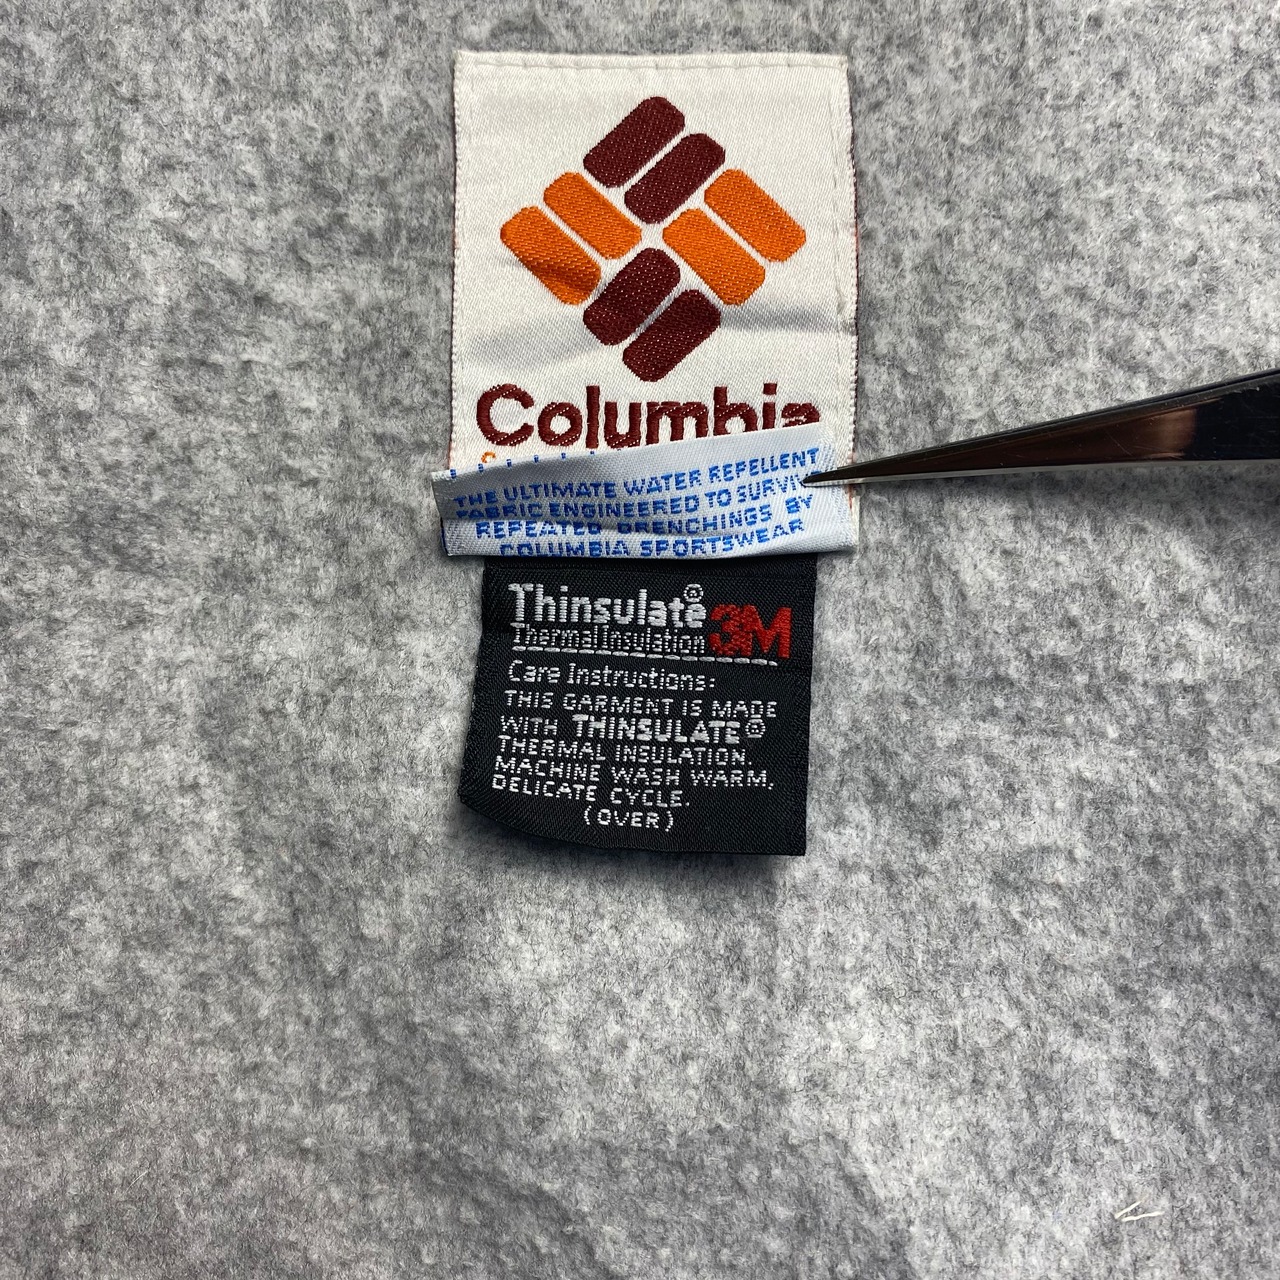 Columbia
THE ULTIMATE WATER REPELLENT
FABRIC ENGINEERED TO SURVIV
REPEATED DRENCHINGS BY
COLUMBIA SPORTSWEAR
Thinsulate®
Thermal Insulation 3M
Care Instructions:
THIS GARMENT IS MADE
WITH THINSULATE®
THERMAL INSULATION.
MACHINE WASH WARM,
DELICATE CYCLE.
(OVER)